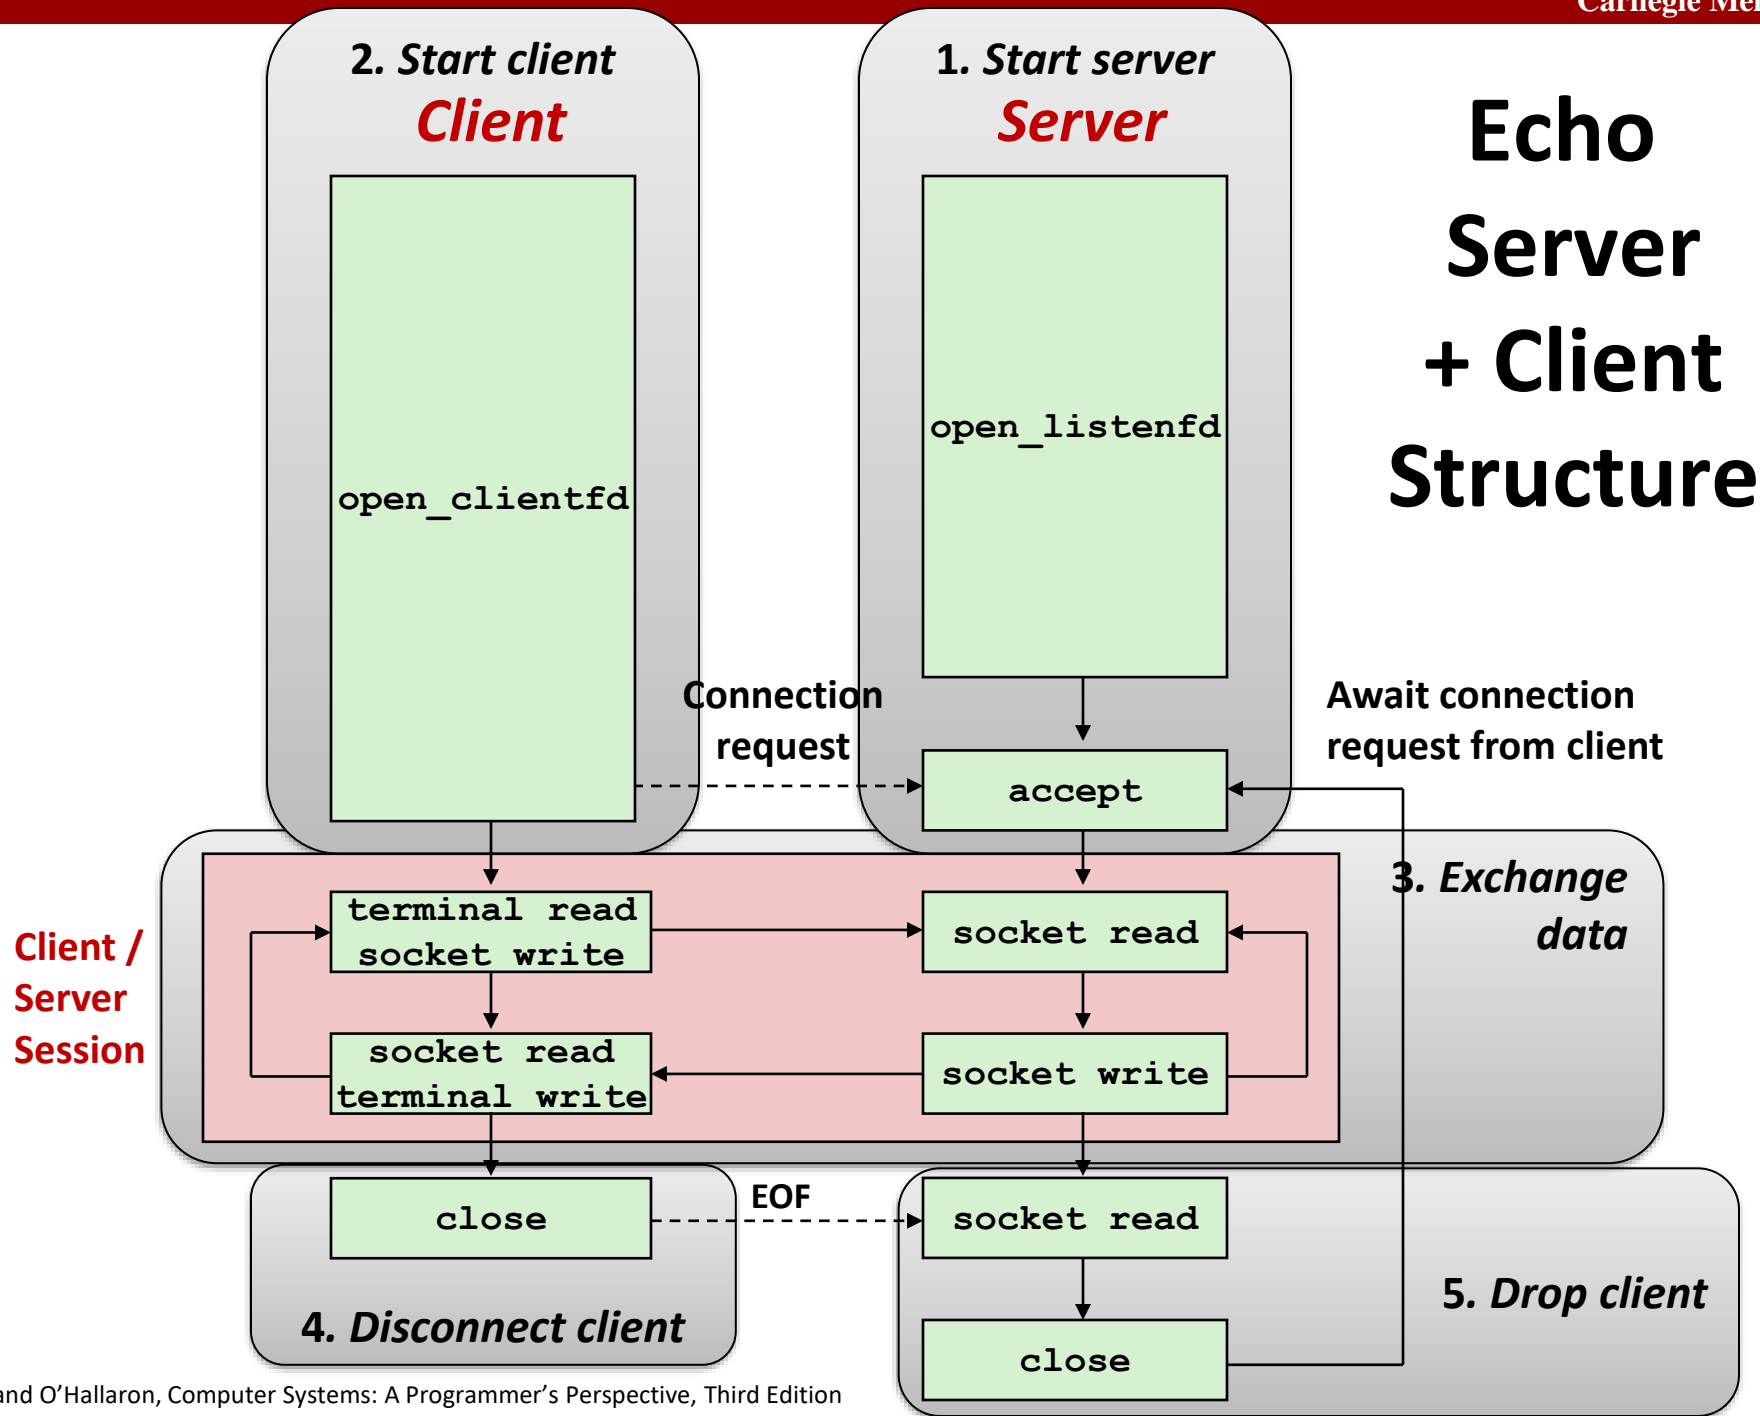 Carnegie Mel
2. Start client
Client
1. Start server
Server
Echo
Server
+ Client
Structure
open_clientfd
open_listenfd
Connection
request
Await connection
request from client
accept
3. Exchange
data
Client /
Server
Session
terminal read
socket write
socket read
socket read
terminal write
socket write
close
EOF
socket read
4. Disconnect client
5. Drop client
close
and O'Hallaron, Computer Systems: A Programmer's Perspective, Third Edition